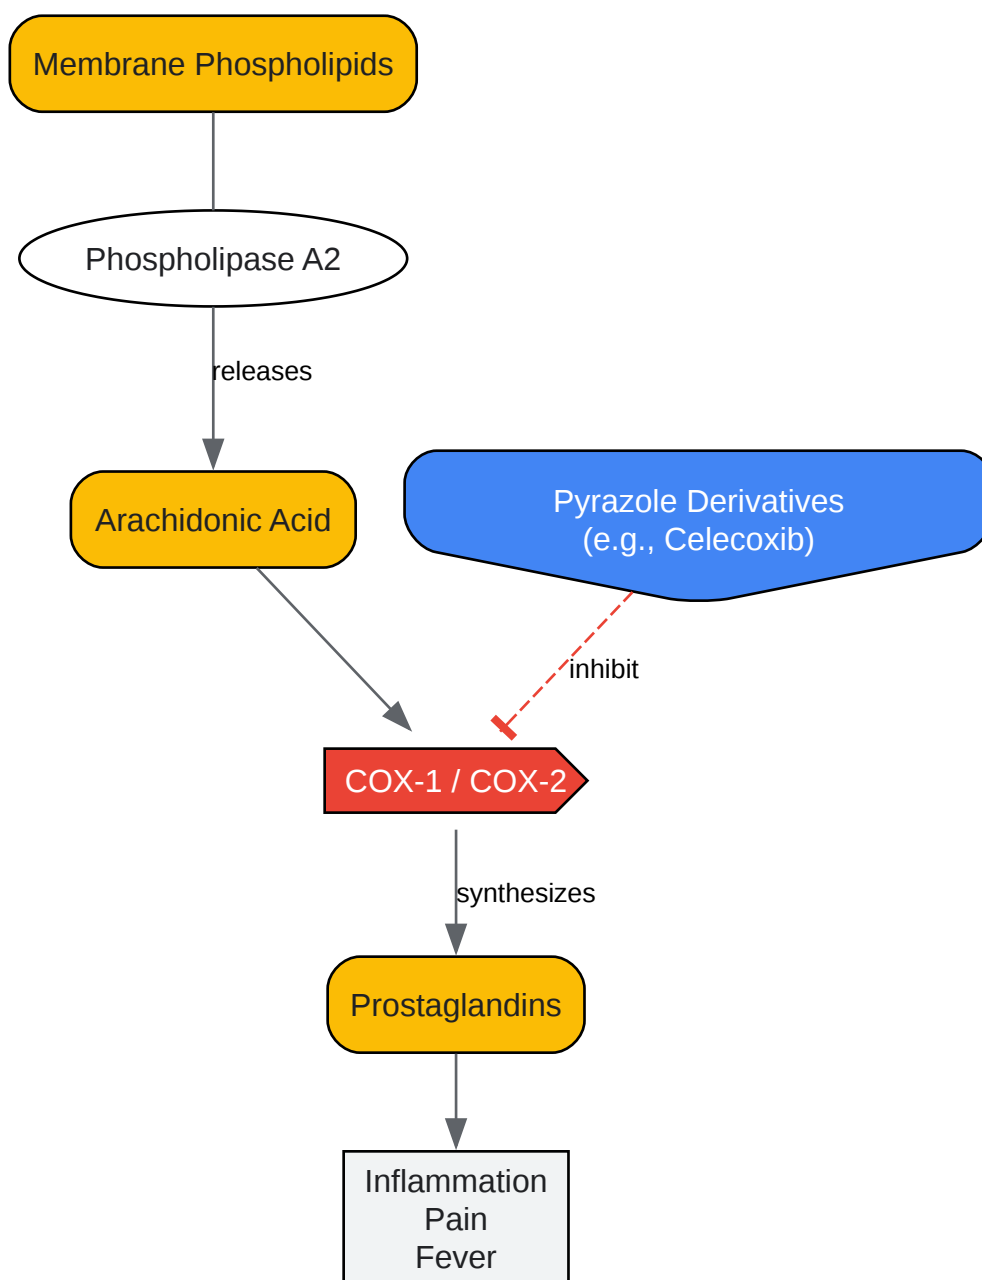 Membrane Phospholipids
Phospholipase A2
releases
Arachidonic Acid
Pyrazole Derivatives
(e.g., Celecoxib)
inhibit
COX-1 / COX-2
synthesizes
Prostaglandins
Inflammation
Pain
Fever